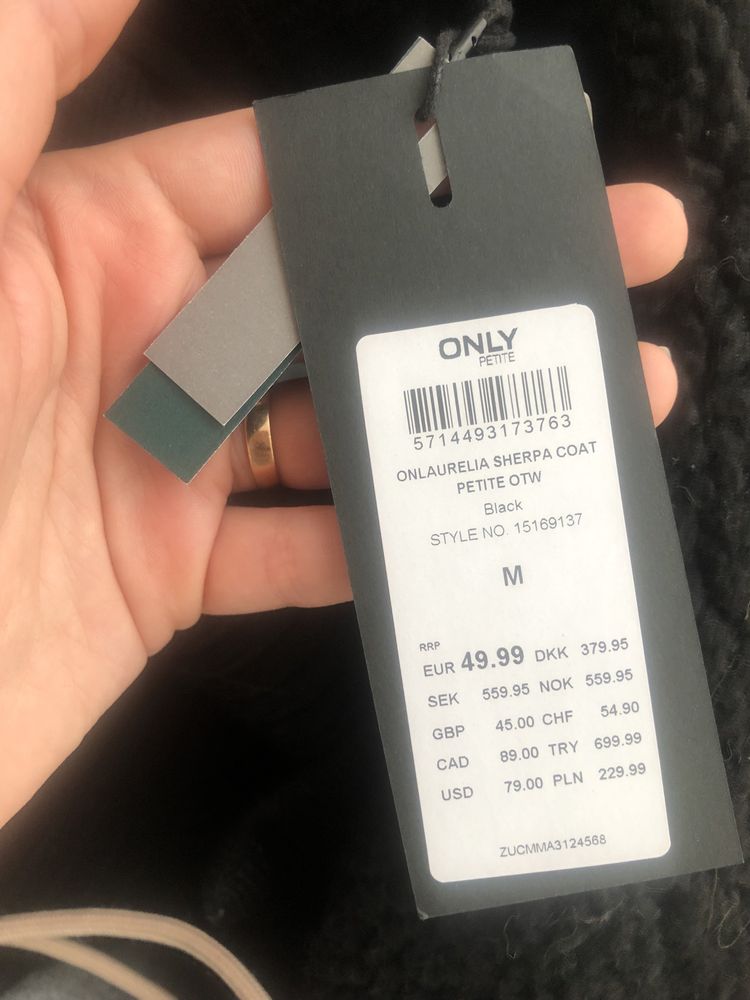 ONLY
PETITE
5714493173763
ONLAURELIA SHERPA COAT
PETITE OTW
Black
STYLE NO. 15169137
M
RRP
EUR 49.99 DKK 379.95
SEK 559.95 NOK 559.95
GBP 45.00 CHF 54.90
CAD 89.00 TRY 699.99
USD 79.00 PLN 229.99
ZUCMMA3124568